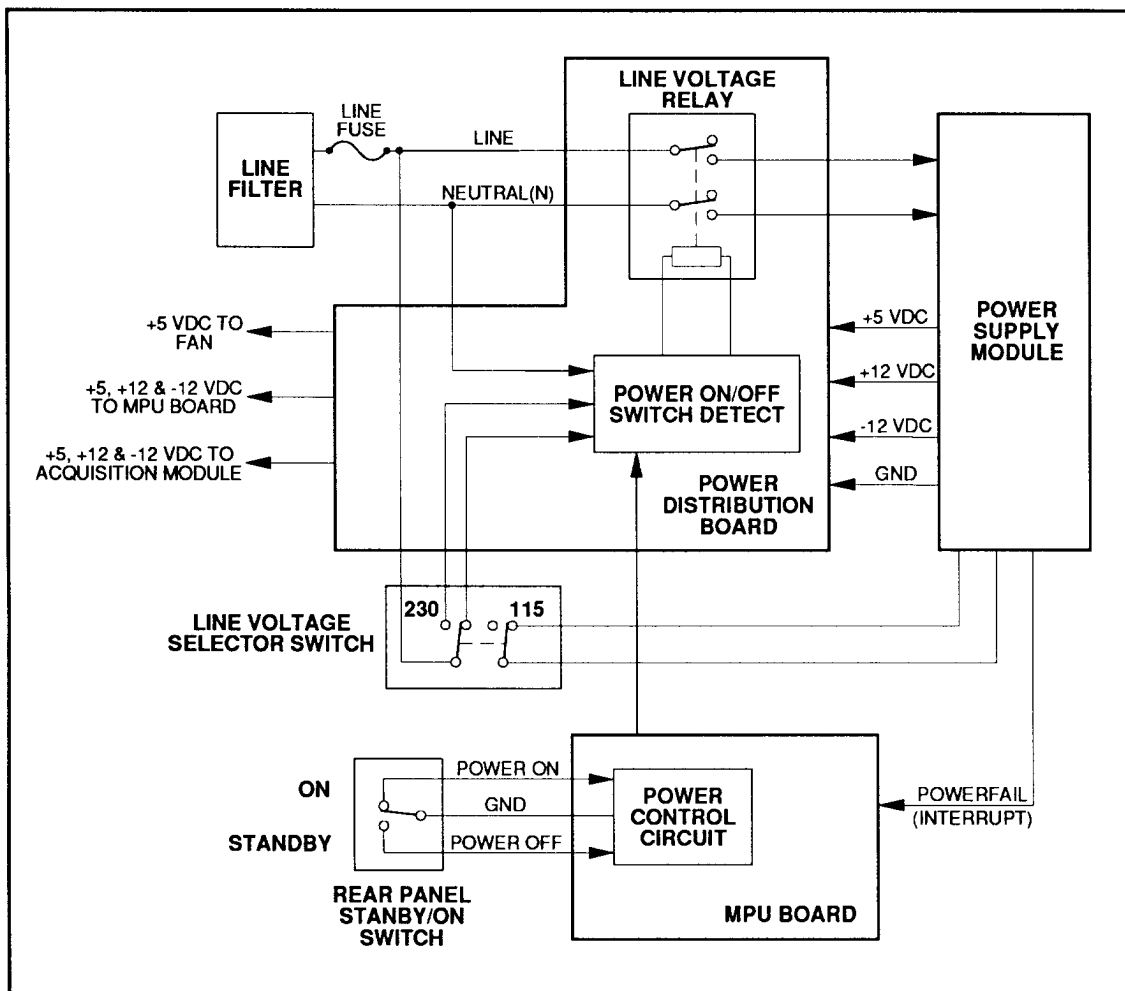 LINE VOLTAGE
RELAY
LINE
FUSE
LINE
LINE
FILTER
NEUTRAL(N)
POWER
SUPPLY
MODULE
+5 VDC TO
FAN
+5 VDC
+5, +12 & -12 VDC
TO MPU BOARD
POWER ON/OFF
SWITCH DETECT
+12 VDC
-12 VDC
+5, +12 & -12 VDC TO
ACQUISITION MODULE
POWER
DISTRIBUTION
BOARD
GND
230
115
LINE VOLTAGE
SELECTOR SWITCH
ON
STANDBY
POWER ON
GND
POWER OFF
POWER
CONTROL
CIRCUIT
POWERFAIL
(INTERRUPT)
REAR PANEL
STANBY/ON
SWITCH
MPU BOARD